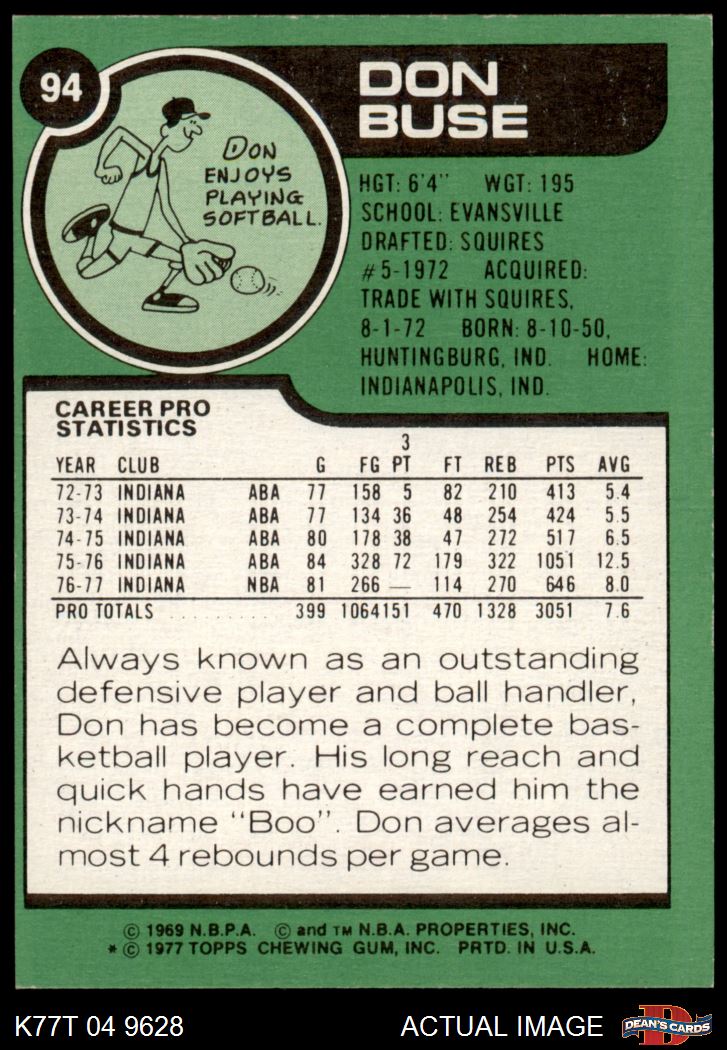 94
DON
BUSE
DON
ENJOYS
PLAYING
SOFTBALL.
HGT: 6'4" WGT: 195
SCHOOL: EVANSVILLE
DRAFTED: SQUIRES
#5-1972 ACQUIRED:
TRADE WITH SQUIRES,
8-1-72 BORN: 8-10-50,
HUNTINGBURG, IND. HOME:
INDIANAPOLIS, IND.
CAREER PRO
STATISTICS
3
YEAR CLUB G FG PT FT REB PTS AVG
72-73 INDIANA ABA 77 158 5 82 210 413 5.4
73-74 INDIANA ABA 77 134 36 48 254 424 5.5
74-75 INDIANA ABA 80 178 38 47 272 517 6.5
75-76 INDIANA ABA 84 328 72 179 322 1051 12.5
76-77 INDIANA NBA 81 266 — 114 270 646 8.0
PRO TOTALS . . . . . . . . . . 399 1064 151 470 1328 3051 7.6
Always known as an outstanding
defensive player and ball handler,
Don has become a complete bas-
ketball player. His long reach and
quick hands have earned him the
nickname "Boo". Don averages al-
most 4 rebounds per game.
© 1969 N.B.P.A. © and TM N.B.A. PROPERTIES, INC.
* © 1977 TOPPS CHEWING GUM, INC. PRTD. IN U.S.A.
K77T 04 9628 ACTUAL IMAGE
D
DEAN'S CARDS